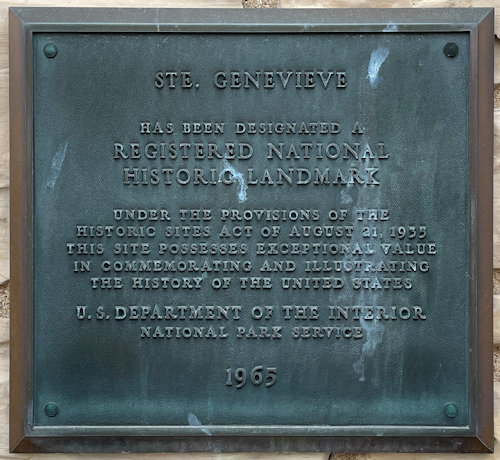 STE. GENEVIEVE
HAS BEEN DESIGNATED A
REGISTERED NATIONAL
HISTORIC LANDMARK
UNDER THE PROVISIONS OF THE
HISTORIC SITES ACT OF AUGUST 21, 1935
THIS SITE POSSESSES EXCEPTIONAL VALUE
IN COMMEMORATING AND ILLUSTRATING
THE HISTORY OF THE UNITED STATES
U.S. DEPARTMENT OF THE INTERIOR
NATIONAL PARK SERVICE
1965